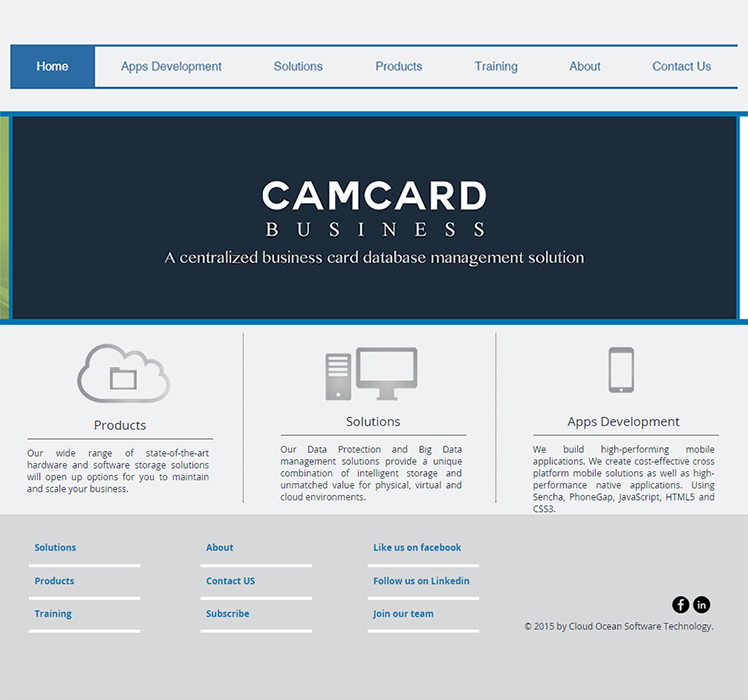 Home Apps Development Solutions Products Training About Contact Us
CAMCARD
BUSINESS
A centralized business card database management solution
Products
Our wide range of state-of-the-art
hardware and software storage solutions
will open up options for you to maintain
and scale your business.
Solutions
Our Data Protection and Big Data
management solutions provide a unique
combination of intelligent storage and
unmatched value for physical, virtual and
cloud environments.
Apps Development
We build high-performing mobile
applications. We create cost-effective cross
platform mobile solutions as well as high-
performance native applications. Using
Sencha, PhoneGap, JavaScript, HTML5 and
CSS3.
Solutions
Products
Training
About
Contact US
Subscribe
Like us on facebook
Follow us on Linkedin
Join our team
f in
© 2015 by Cloud Ocean Software Technology.